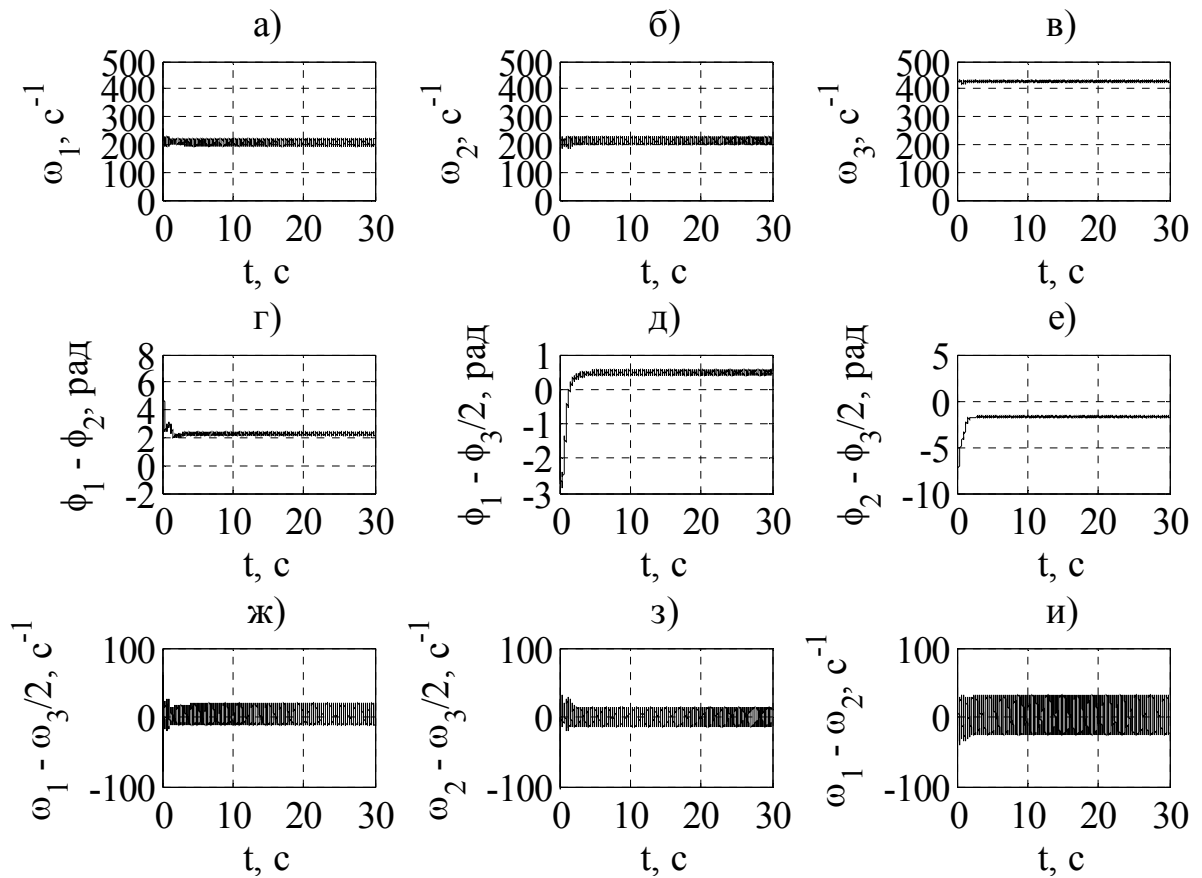 а)
ω1, с-1
500
400
300
200
100
0
0 10 20 30
t, с
б)
ω2, с-1
500
400
300
200
100
0
0 10 20 30
t, с
в)
ω3, с-1
500
400
300
200
100
0
0 10 20 30
t, с
г)
ϕ1 - ϕ2, рад
8
6
4
2
0
-2
0 10 20 30
t, с
д)
ϕ1 - ϕ3/2, рад
1
0
-1
-2
-3
0 10 20 30
t, с
е)
ϕ2 - ϕ3/2, рад
5
0
-5
-10
0 10 20 30
t, с
ж)
ω1 - ω3/2, с-1
100
0
-100
0 10 20 30
t, с
з)
ω2 - ω3/2, с-1
100
0
-100
0 10 20 30
t, с
и)
ω1 - ω2, с-1
100
0
-100
0 10 20 30
t, с